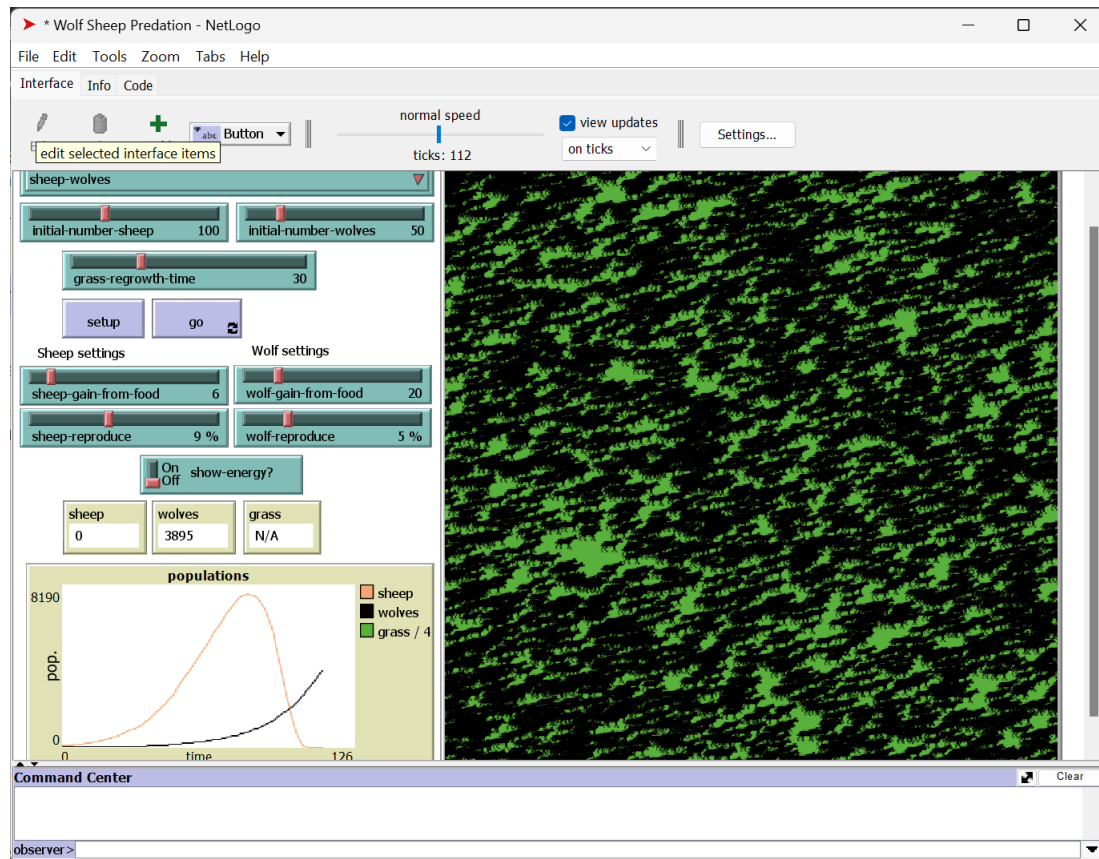 * Wolf Sheep Predation - NetLogo
File Edit Tools Zoom Tabs Help
Interface Info Code
normal speed
abc Button
view updates
Settings...
edit selected interface items
ticks: 112
on ticks
sheep-wolves
initial-number-sheep 100
initial-number-wolves 50
grass-regrowth-time 30
setup
go
Sheep settings
Wolf settings
sheep-gain-from-food 6
wolf-gain-from-food 20
sheep-reproduce 9 %
wolf-reproduce 5 %
On
Off
show-energy?
sheep
0
wolves
3895
grass
N/A
populations
8190
pop.
0
0
time
126
sheep
wolves
grass / 4
Command Center
Clear
observer>